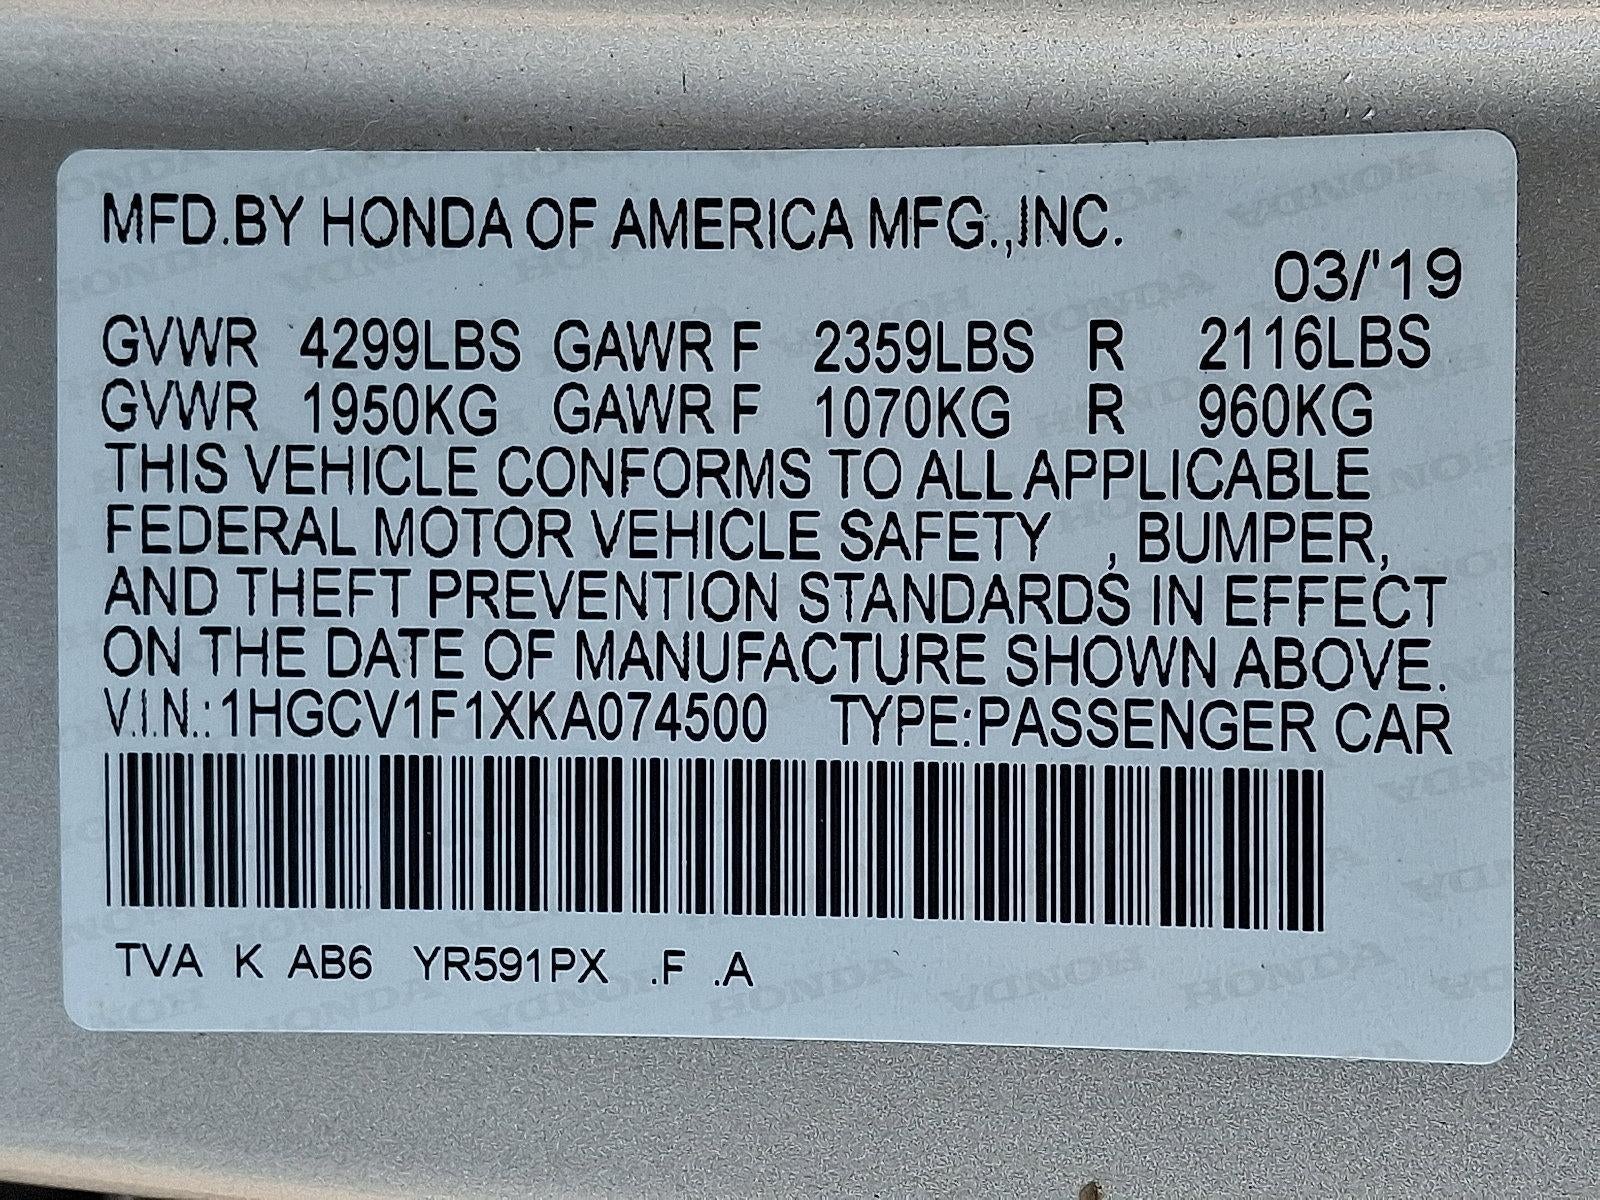 MFD.BY HONDA OF AMERICA MFG.,INC.
03/'19
GVWR 4299LBS GAWR F 2359LBS R 2116LBS
GVWR 1950KG GAWR F 1070KG R 960KG
THIS VEHICLE CONFORMS TO ALL APPLICABLE
FEDERAL MOTOR VEHICLE SAFETY , BUMPER,
AND THEFT PREVENTION STANDARDS IN EFFECT
ON THE DATE OF MANUFACTURE SHOWN ABOVE.
V.I.N.: 1HGCV1F1XKA074500 TYPE:PASSENGER CAR
TVA K AB6 YR591PX .F .A